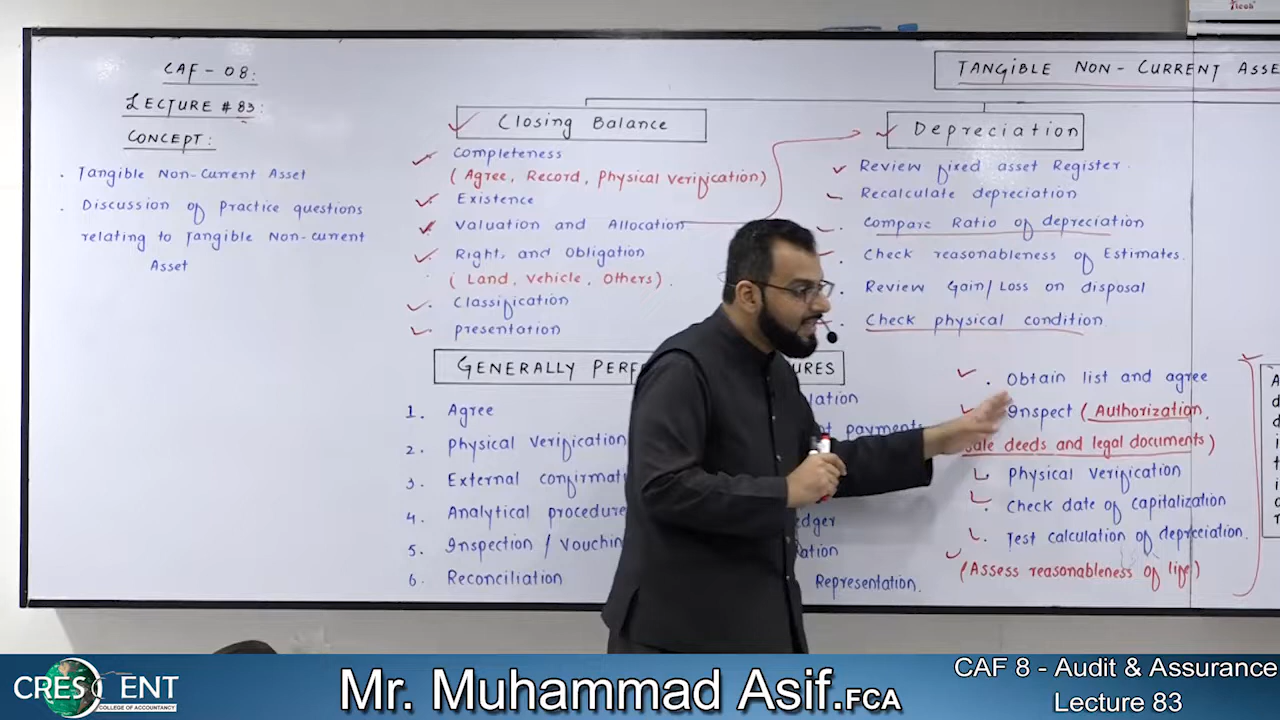 CAF - 08:
LECTURE # 83:
CONCEPT:
. Tangible Non-Current Asset
. Discussion of Practice questions
relating to Tangible Non-current
Asset
TANGIBLE NON-CURRENT ASSE
Closing Balance
Completeness
(Agree, Record, Physical verification)
Existence
Valuation and Allocation
Right, and Obligation
(Land, Vehicle, Others).
Classification
presentation
Depreciation
Review fixed asset Register.
Recalculate depreciation
Compare Ratio of depreciation
Check reasonableness of Estimates.
Review Gain/Loss on disposal
Check physical condition
GENERALLY
1. Agree
2. Physical verification
3. External
4. Analytical procedure
5. Inspection /
6. Reconciliation
payments
Representation.
. Obtain list and agree
Inspect (Authorization,
sale deeds and legal documents)
Physical Verification
Check date of capitalization
Test calculation of depreciation.
(Assess reasonableness of life)
CRESCENT
COLLEGE OF ACCOUNTANCY
Mr. Muhammad Asif.FCA
CAF 8 - Audit & Assurance
Lecture 83